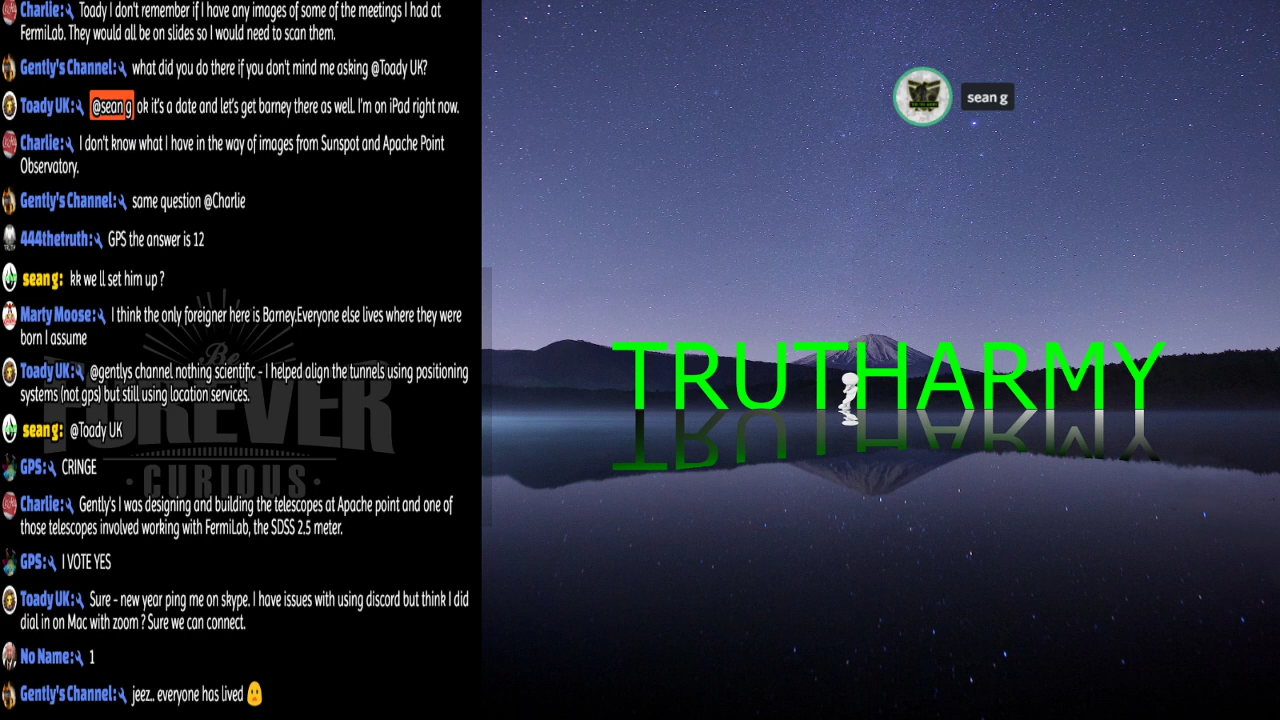 Charlie: Toady I don't remember if I have any images of some of the meetings I had at
FermiLab. They would all be on slides so I would need to scan them.
Gently's Channel: what did you do there if you don't mind me asking @Toady UK?
Toady UK: @sean g ok it's a date and let's get barney there as well. I'm on iPad right now.
Charlie: I don't know what I have in the way of images from Sunspot and Apache Point
Observatory.
Gently's Channel: same question @Charlie
444thetruth: GPS the answer is 12
sean g: kk we ll set him up ?
Marty Moose: I think the only foreigner here is Barney.Everyone else lives where they were
born I assume
Toady UK: @gentlys channel nothing scientific - I helped align the tunnels using positioning
systems (not gps) but still using location services.
sean g: @Toady UK
GPS: CRINGE
Charlie: Gently's I was designing and building the telescopes at Apache point and one of
those telescopes involved working with FermiLab, the SDSS 2.5 meter.
GPS: I VOTE YES
Toady UK: Sure - new year ping me on skype. I have issues with using discord but think I did
dial in on Mac with zoom ? Sure we can connect.
No Name: 1
Gently's Channel: jeez.. everyone has lived
Be
FOREVER
CURIOUS
sean g
TRUTHARMY